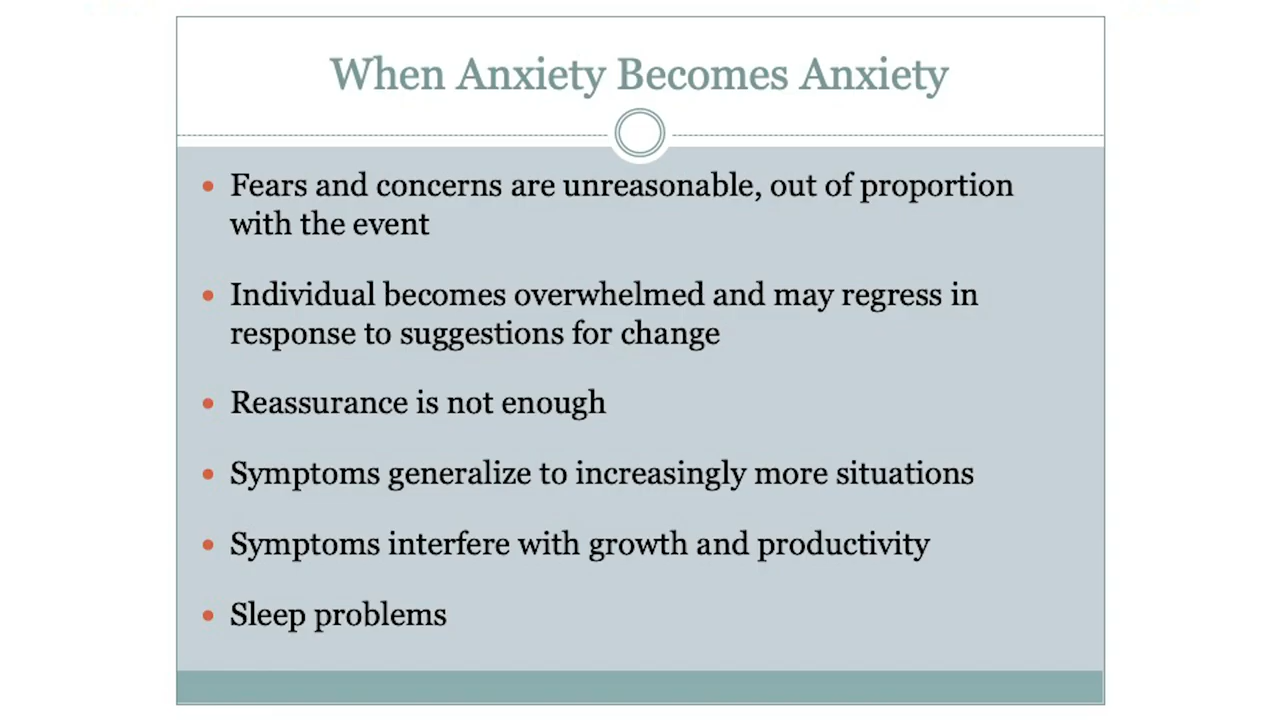 When Anxiety Becomes Anxiety
• Fears and concerns are unreasonable, out of proportion
with the event
• Individual becomes overwhelmed and may regress in
response to suggestions for change
• Reassurance is not enough
• Symptoms generalize to increasingly more situations
• Symptoms interfere with growth and productivity
• Sleep problems